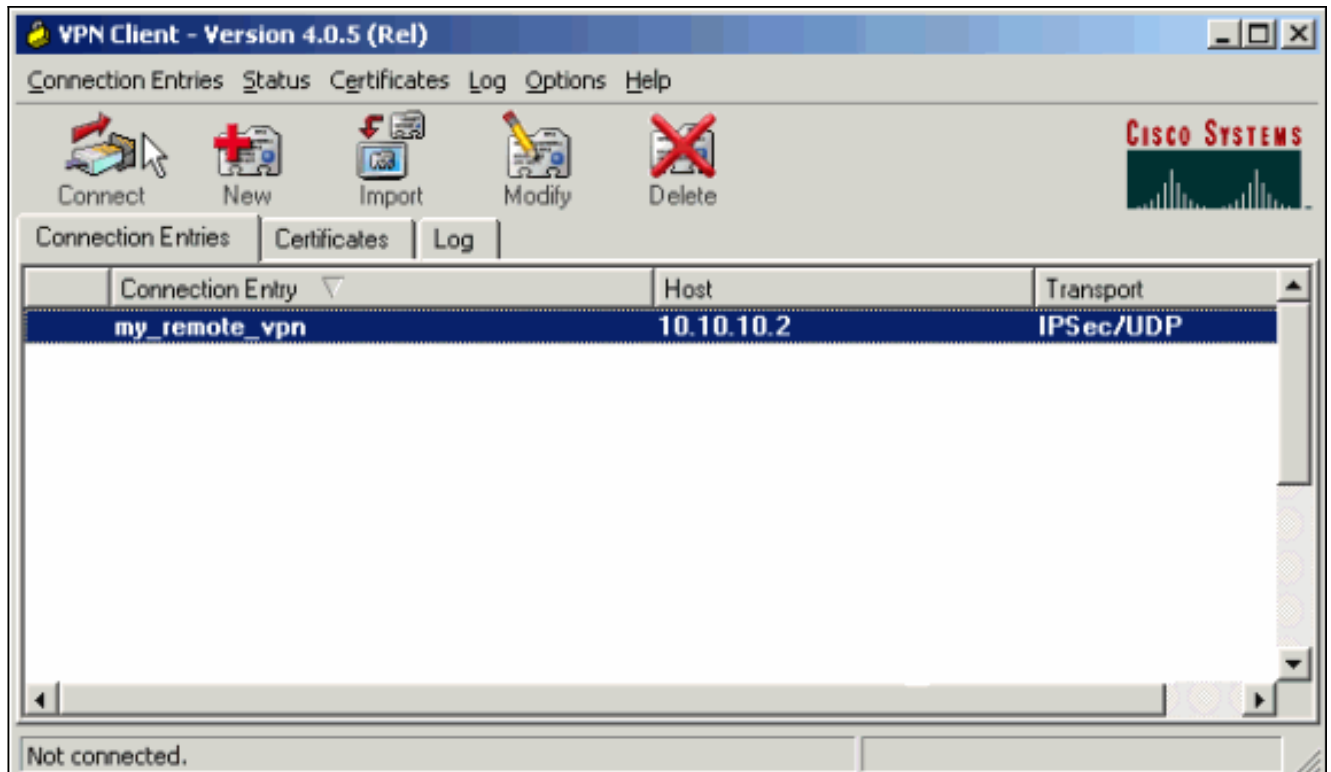 VPN Client - Version 4.0.5 (Rel)
Connection Entries Status Certificates Log Options Help
CISCO SYSTEMS
Connect New Import Modify Delete
Connection Entries Certificates Log
Connection Entry Host Transport
my_remote_vpn 10.10.10.2 IPSec/UDP
Not connected.